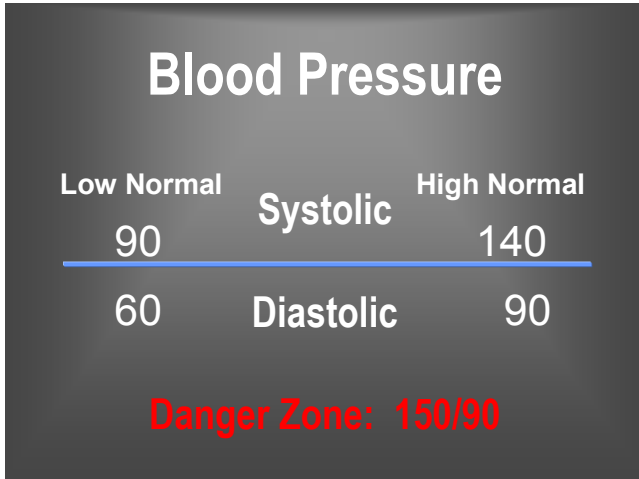 Blood Pressure
Low Normal Systolic High Normal
90 140
60 Diastolic 90
Danger Zone: 150/90